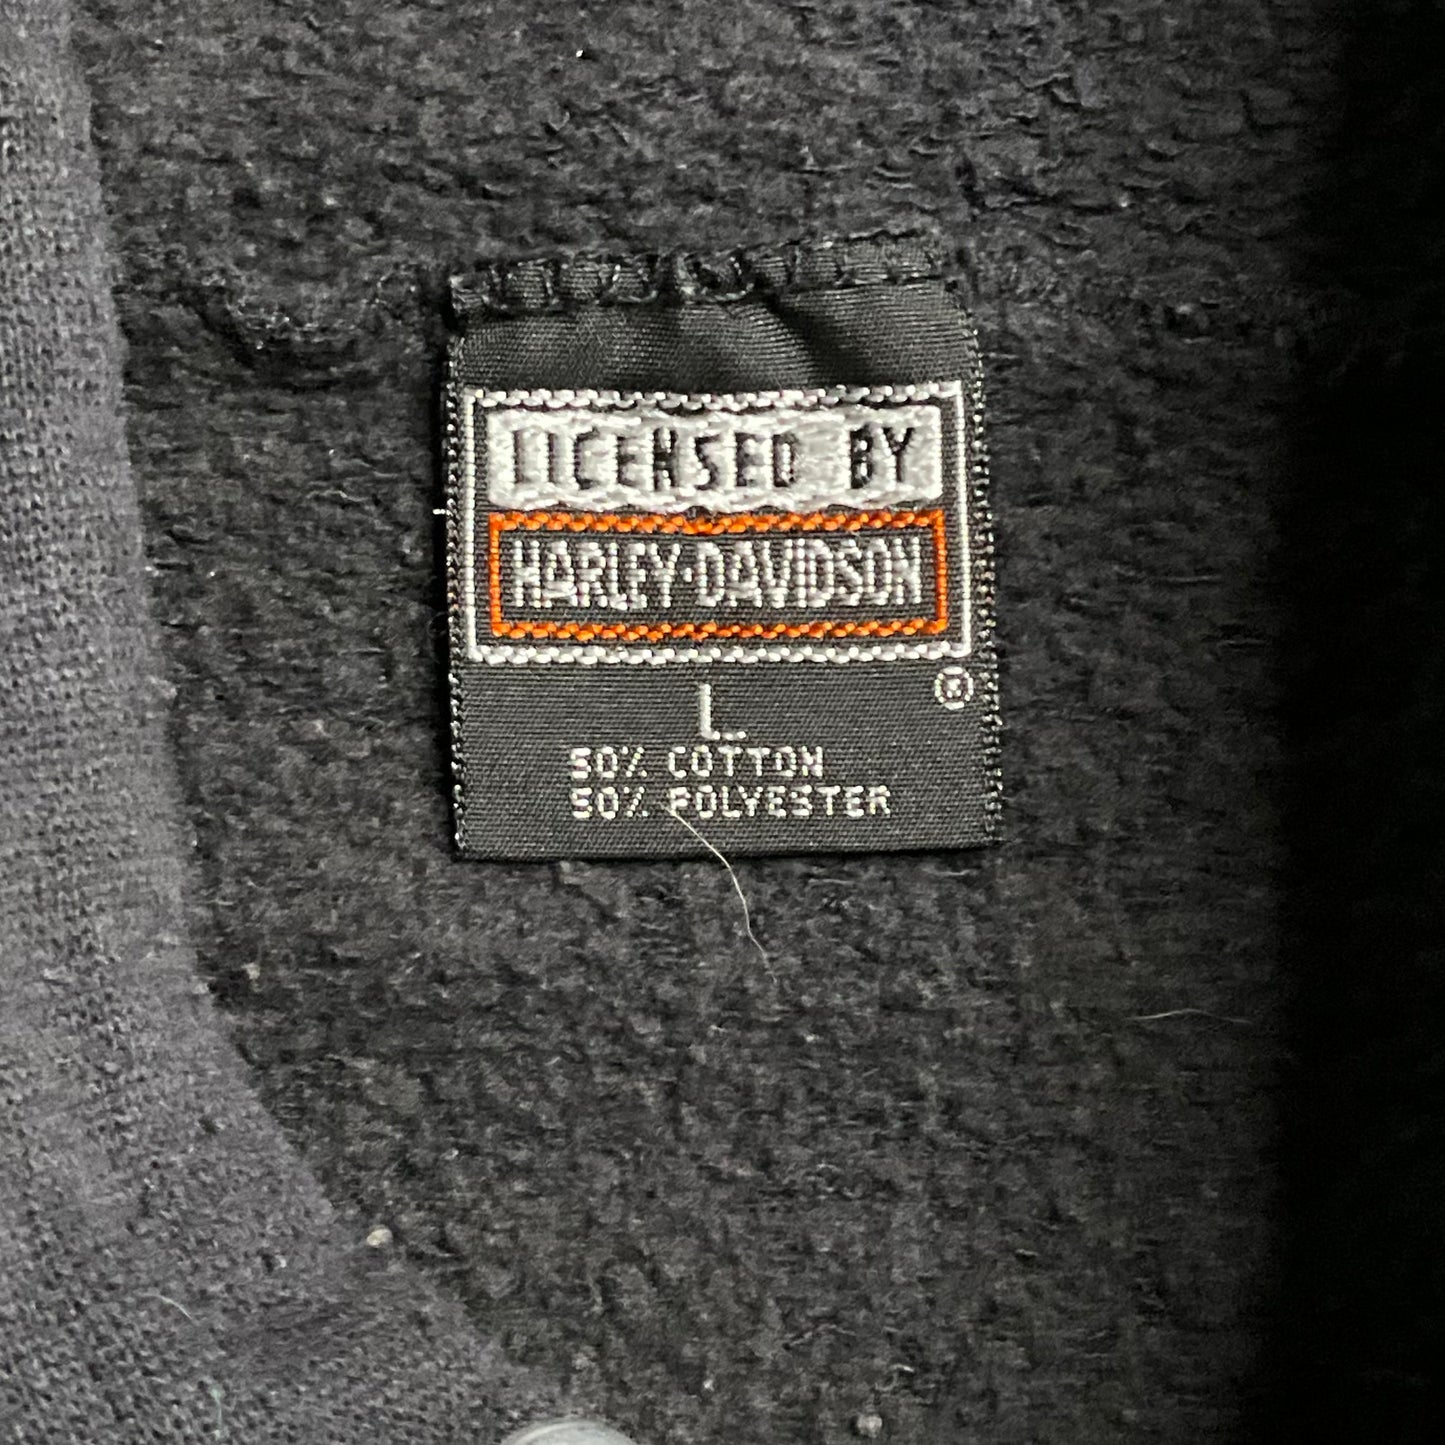 LICENSED BY
HARLEY-DAVIDSON
®
L
50% COTTON
50% POLYESTER